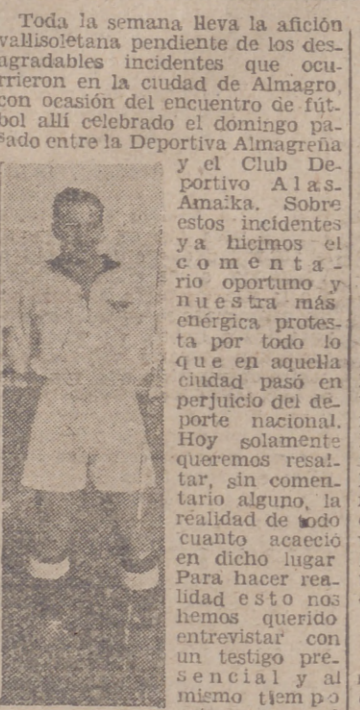 Toda la semana lleva la afición
vallisoletana pendiente de los des-
agradables incidentes que ocu-
rrieron en la ciudad de Almagro,
con ocasión del encuentro de fút-
bol allí celebrado el domingo pa-
sado entre la Deportiva Almagreña
y el Club De-
portivo Alas-
Amaika. Sobre
estos incidentes
ya hicimos el
comenta-
rio oportuno y
nuestra más
enérgica protes-
ta por todo lo
que en aquella
ciudad pasó en
perjuicio del de-
porte nacional.
Hoy solamente
queremos resal-
tar, sin comen-
tario alguno, la
realidad de todo
cuanto acaeció
en dicho lugar
Para hacer rea-
lidad esto nos
hemos querido
entrevistar con
un testigo pre-
sencial y al
mismo tiempo